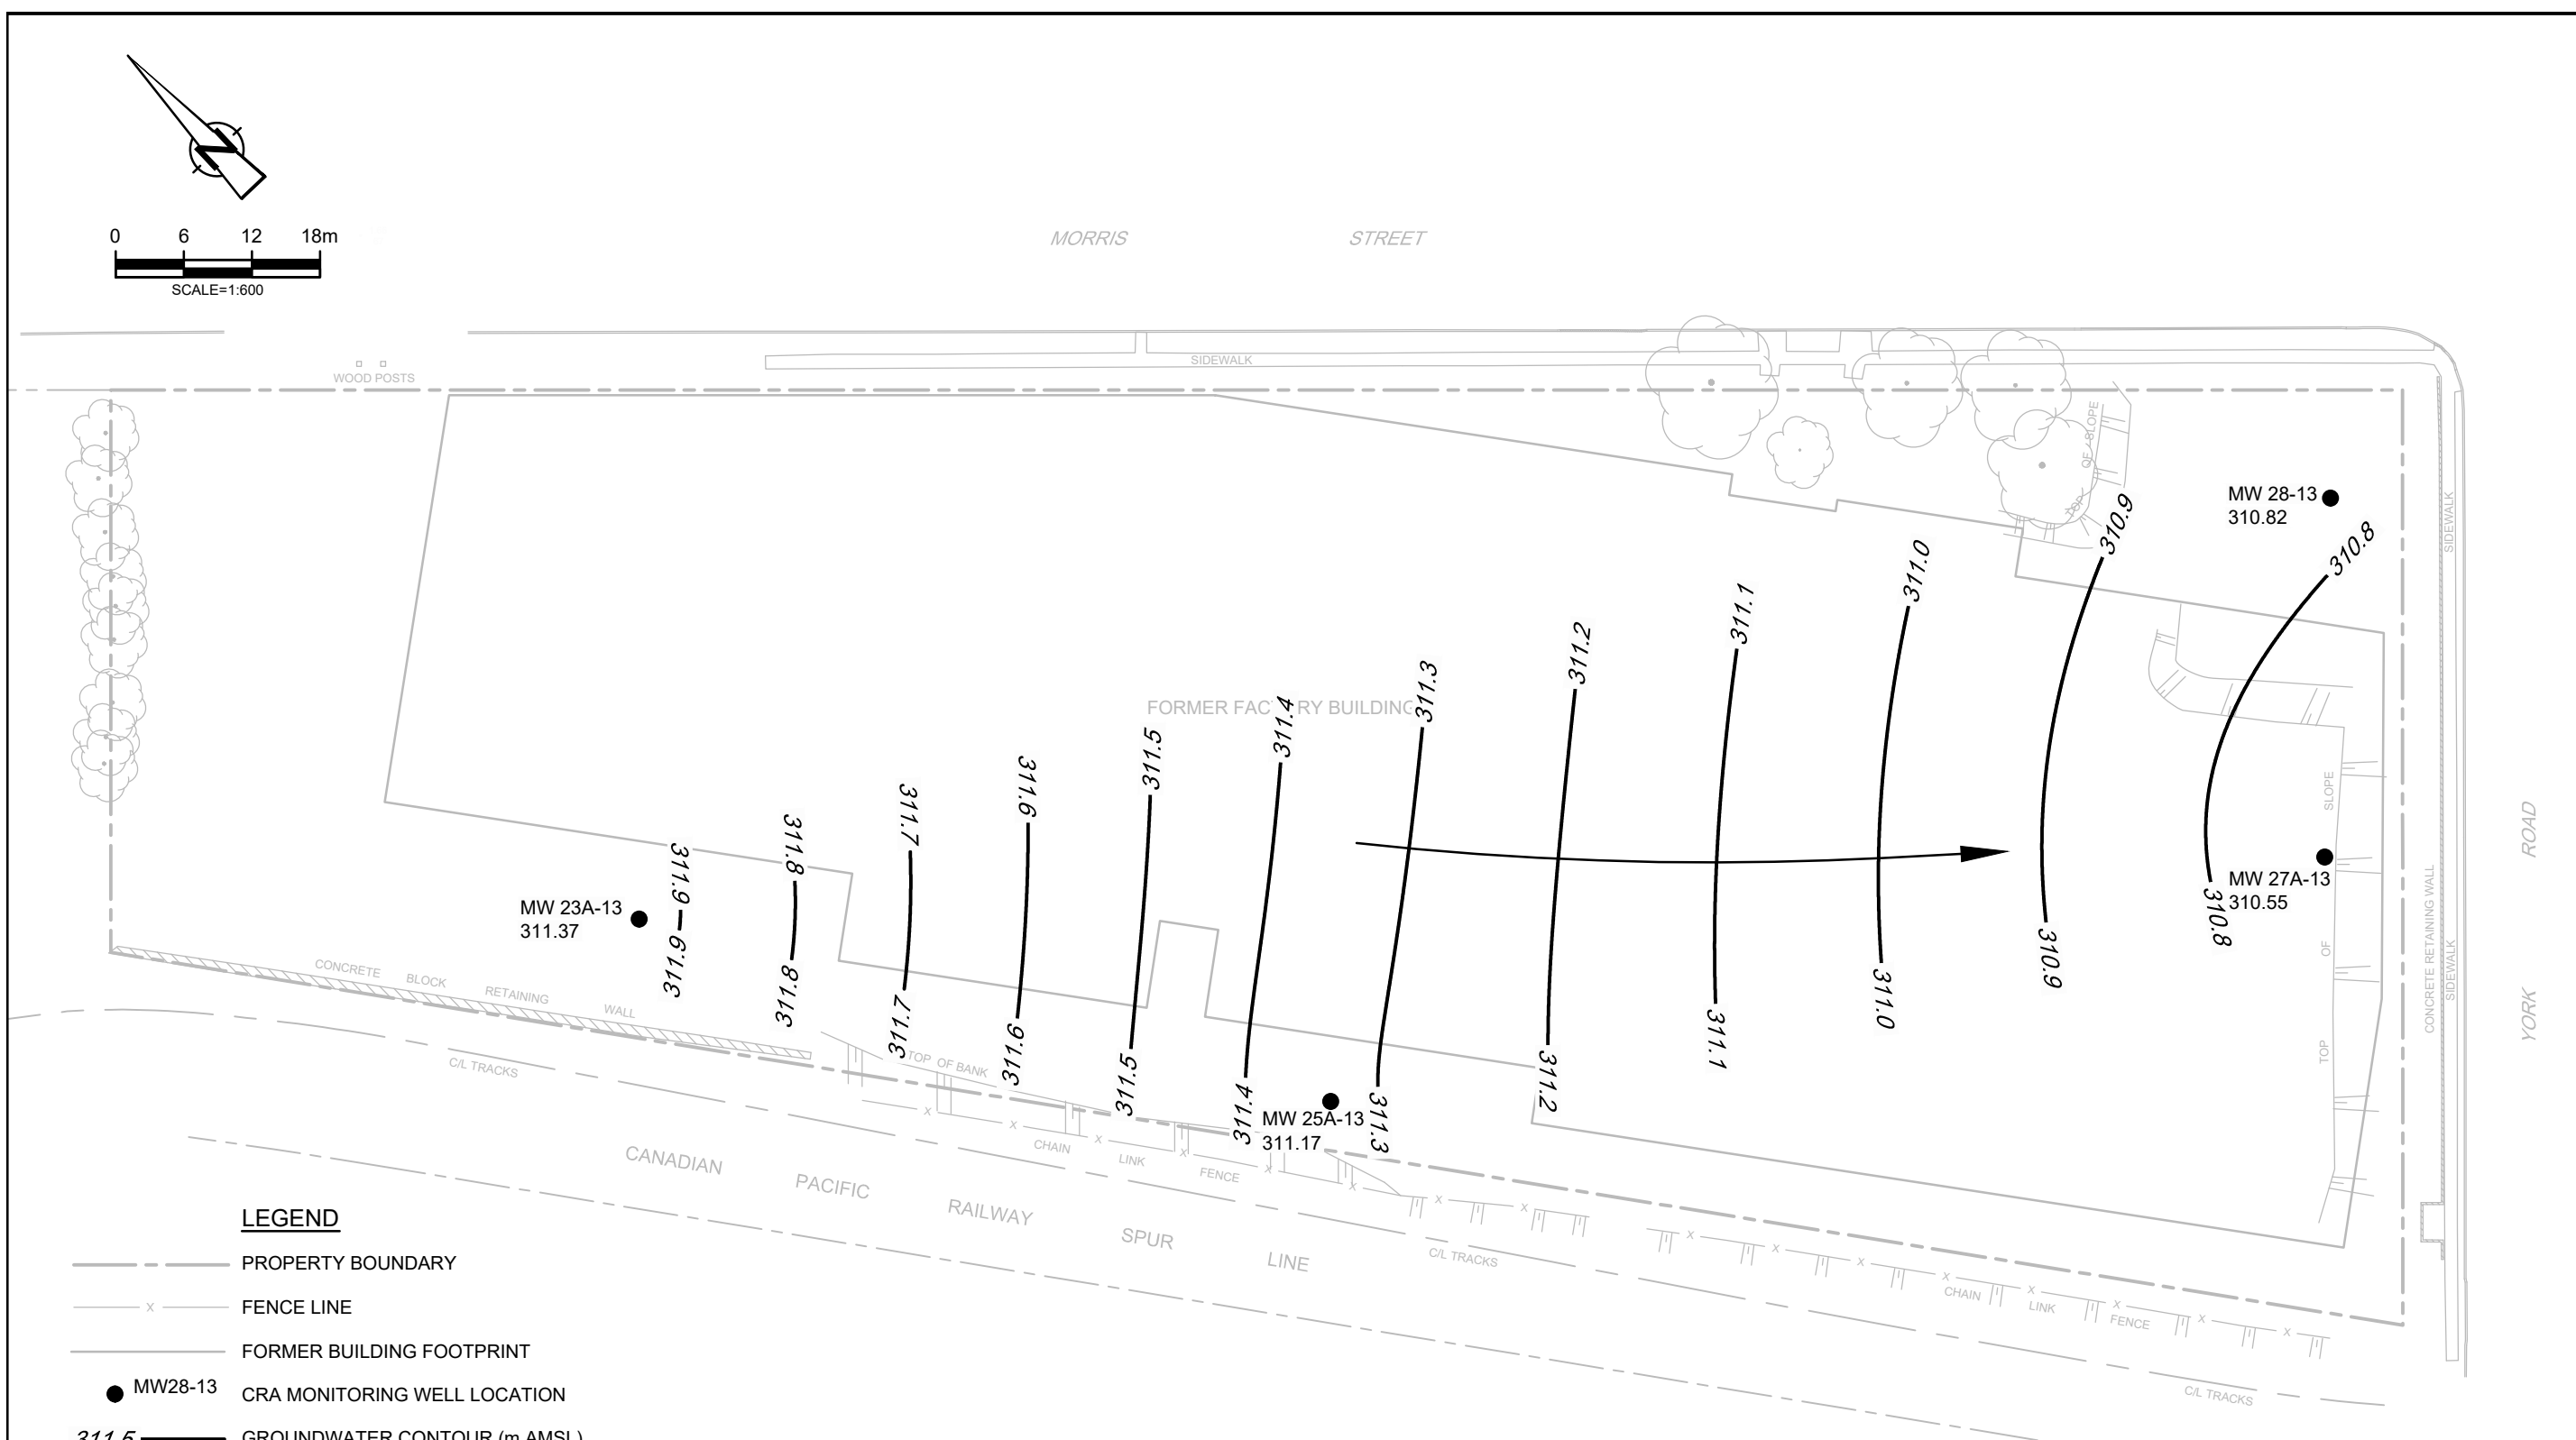 N
0 6 12 18m
SCALE=1:600
MORRIS STREET
SIDEWALK
WOOD POSTS
TOP OF SLOPE
MW 28-13
310.82
SIDEWALK
310.9
310.8
311.0
311.1
311.2
311.3
311.4
311.5
311.6
311.7
311.8
311.9
FORMER FACTORY BUILDING
MW 23A-13
311.37
MW 27A-13
310.55
TOP OF SLOPE
CONCRETE RETAINING WALL
SIDEWALK
YORK ROAD
311.9
311.8
311.7
311.6
311.5
311.4
311.3
311.2
311.1
311.0
310.9
310.8
CONCRETE BLOCK RETAINING WALL
TOP OF BANK
C/L TRACKS
MW 25A-13
311.17
CHAIN LINK FENCE
CANADIAN PACIFIC RAILWAY SPUR LINE
C/L TRACKS
CHAIN LINK FENCE
C/L TRACKS
LEGEND
PROPERTY BOUNDARY
X FENCE LINE
FORMER BUILDING FOOTPRINT
MW28-13 CRA MONITORING WELL LOCATION
311.5 GROUNDWATER CONTOUR (m AMSL)